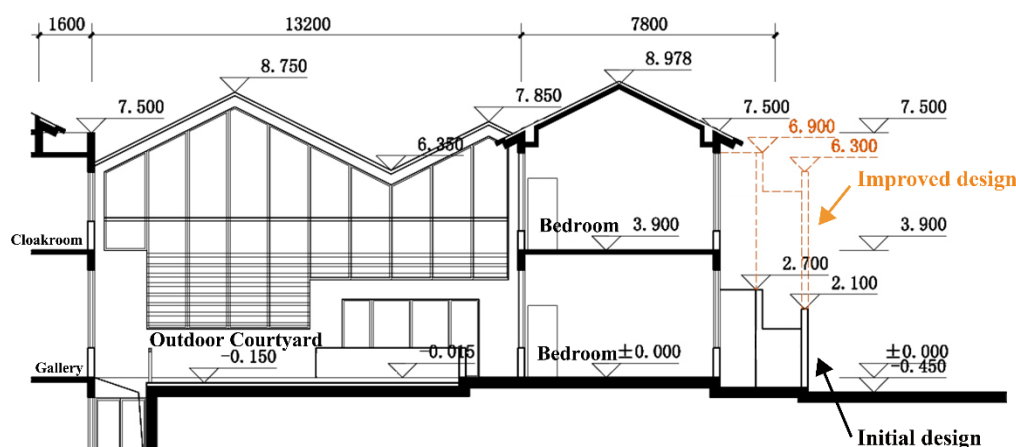 1600 13200 7800
8.750 8.978
7.500 7.850 7.500 7.500
6.900
6.350 6.300
Improved design
Bedroom
Cloakroom 3.900 3.900
2.700
2.100
Outdoor Courtyard
Gallery -0.150 -0.015 Bedroom ±0.000 ±0.000
-0.450
Initial design